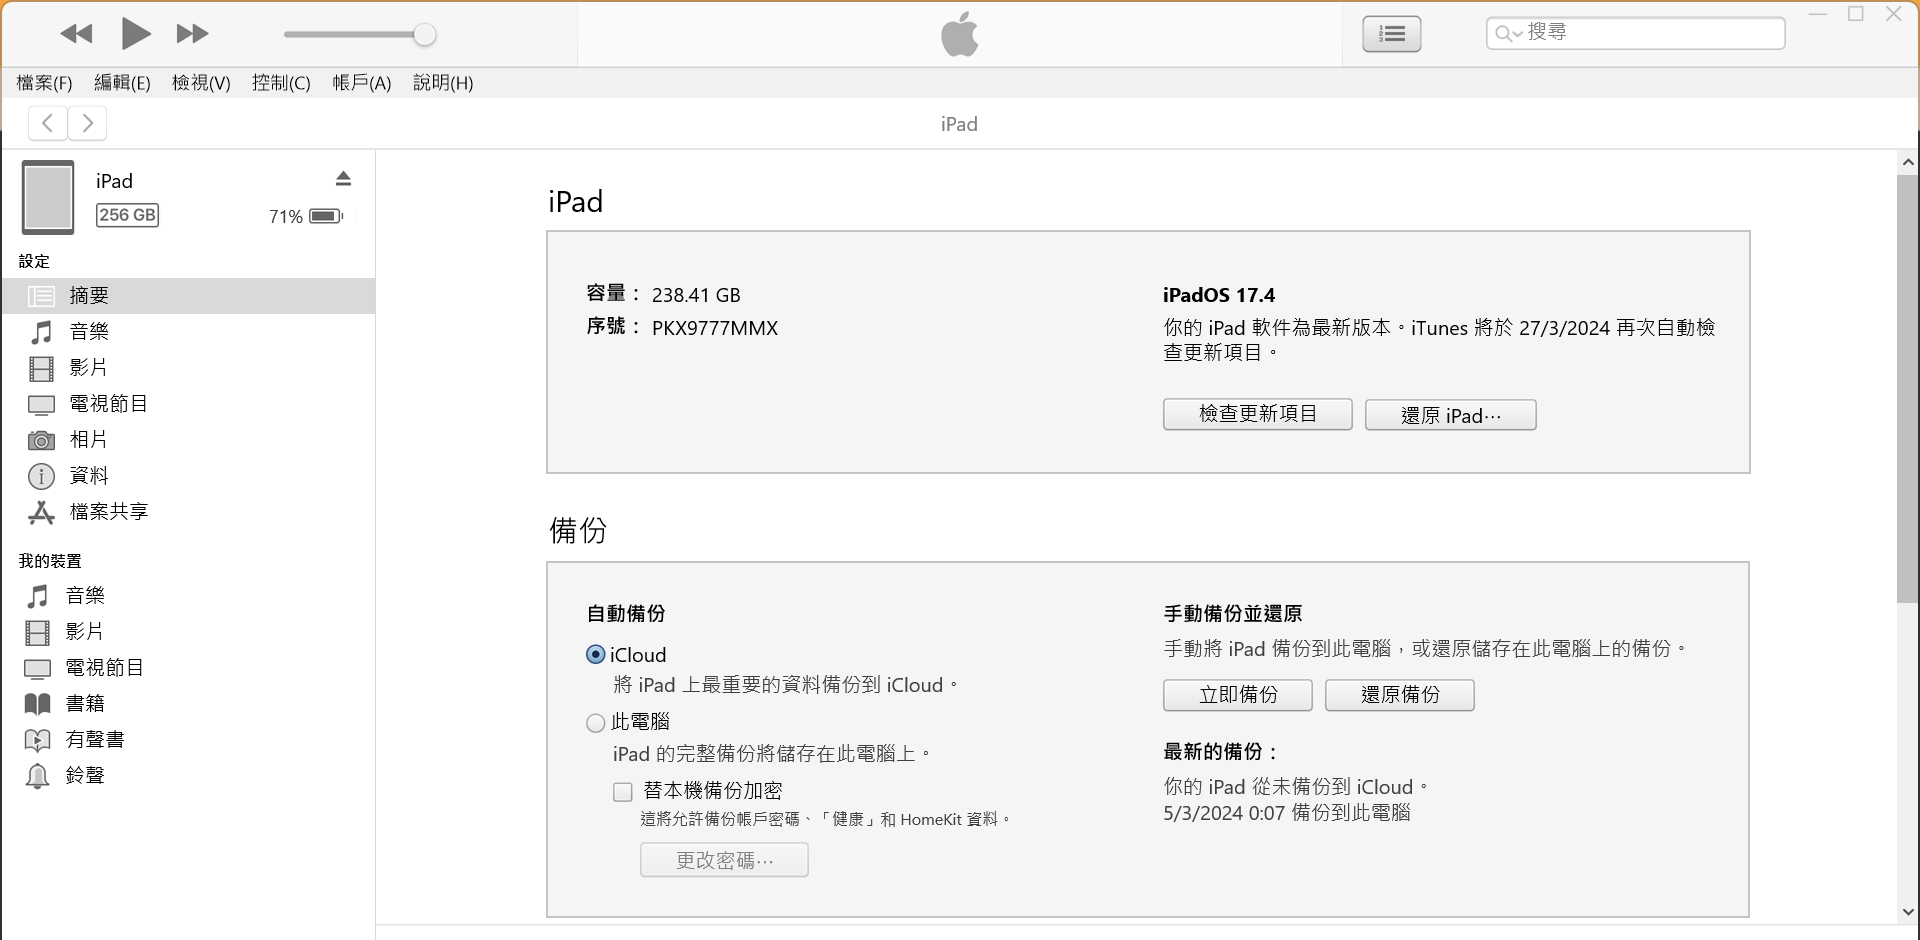 搜尋
檔案(F) 編輯(E) 檢視(V) 控制(C) 帳戶(A) 說明(H)
iPad
iPad
256 GB
71%
設定
摘要
音樂
影片
電視節目
相片
資料
檔案共享
我的裝置
音樂
影片
電視節目
書籍
有聲書
鈴聲
iPad
容量： 238.41 GB
序號： PKX9777MMX
iPadOS 17.4
你的 iPad 軟件為最新版本。iTunes 將於 27/3/2024 再次自動檢
查更新項目。
檢查更新項目
還原 iPad⋯
備份
自動備份
iCloud
將 iPad 上最重要的資料備份到 iCloud。
此電腦
iPad 的完整備份將儲存在此電腦上。
替本機備份加密
這將允許備份帳戶密碼、「健康」和 HomeKit 資料。
更改密碼⋯
手動備份並還原
手動將 iPad 備份到此電腦，或還原儲存在此電腦上的備份。
立即備份
還原備份
最新的備份：
你的 iPad 從未備份到 iCloud。
5/3/2024 0:07 備份到此電腦